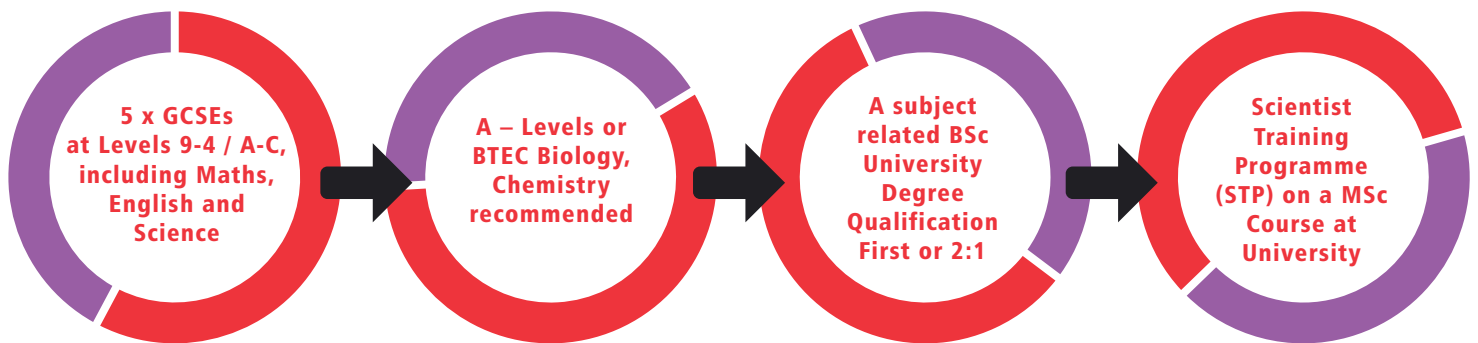 5 x GCSEs
at Levels 9-4 / A-C,
including Maths,
English and
Science
A – Levels or
BTEC Biology,
Chemistry
recommended
A subject
related BSc
University
Degree
Qualification
First or 2:1
Scientist
Training
Programme
(STP) on a MSc
Course at
University